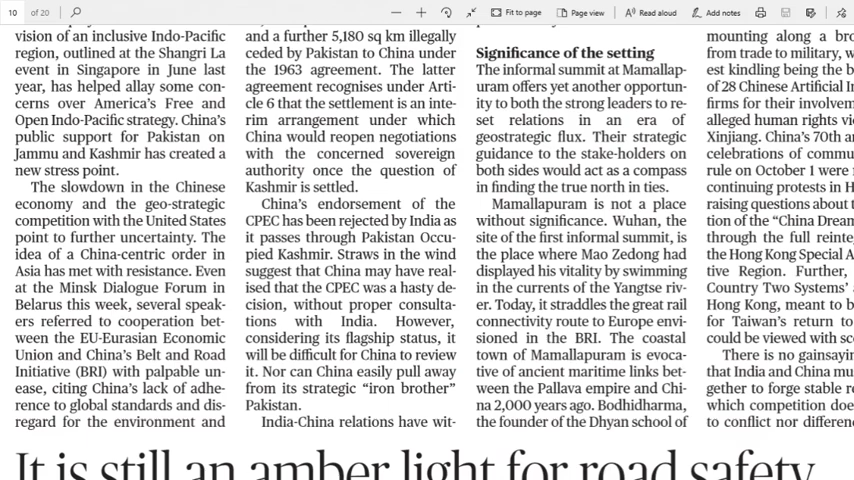 10 of 20
Fit to page
Page view
Read aloud
Add notes
vision of an inclusive Indo-Pacific
region, outlined at the Shangri La
event in Singapore in June last
year, has helped allay some con-
cerns over America's Free and
Open Indo-Pacific strategy. China's
public support for Pakistan on
Jammu and Kashmir has created a
new stress point.
The slowdown in the Chinese
economy and the geo-strategic
competition with the United States
point to further uncertainty. The
idea of a China-centric order in
Asia has met with resistance. Even
at the Minsk Dialogue Forum in
Belarus this week, several speak-
ers referred to cooperation bet-
ween the EU-Eurasian Economic
Union and China's Belt and Road
Initiative (BRI) with palpable un-
ease, citing China's lack of adhe-
rence to global standards and dis-
regard for the environment and
and a further 5,180 sq km illegally
ceded by Pakistan to China under
the 1963 agreement. The latter
agreement recognises under Arti-
cle 6 that the settlement is an inte-
rim arrangement under which
China would reopen negotiations
with the concerned sovereign
authority once the question of
Kashmir is settled.
China's endorsement of the
CPEC has been rejected by India as
it passes through Pakistan Occu-
pied Kashmir. Straws in the wind
suggest that China may have real-
ised that the CPEC was a hasty de-
cision, without proper consulta-
tions with India. However,
considering its flagship status, it
will be difficult for China to review
it. Nor can China easily pull away
from its strategic “iron brother”
Pakistan.
India-China relations have wit-
Significance of the setting
The informal summit at Mamallap-
uram offers yet another opportun-
ity to both the strong leaders to re-
set relations in an era of
geostrategic flux. Their strategic
guidance to the stake-holders on
both sides would act as a compass
in finding the true north in ties.
Mamallapuram is not a place
without significance. Wuhan, the
site of the first informal summit, is
the place where Mao Zedong had
displayed his vitality by swimming
in the currents of the Yangtse riv-
er. Today, it straddles the great rail
connectivity route to Europe envi-
sioned in the BRI. The coastal
town of Mamallapuram is evoca-
tive of ancient maritime links bet-
ween the Pallava empire and Chi-
na 2,000 years ago. Bodhidharma,
the founder of the Dhyan school of
mounting along a bro
from trade to military, w
est kindling being the b
of 28 Chinese Artificial In
firms for their involvem
alleged human rights vi
Xinjiang. China's 70th an
celebrations of commu
rule on October 1 were 
continuing protests in H
raising questions about t
tion of the “China Dream
through the full reinteg
the Hong Kong Special A
tive Region. Further,
Country Two Systems'
Hong Kong, meant to b
for Taiwan's return to
could be viewed with sc
There is no gainsaying
that India and China mu
gether to forge stable r
which competition doe
to conflict nor differenc
It is still an amber light for road safety